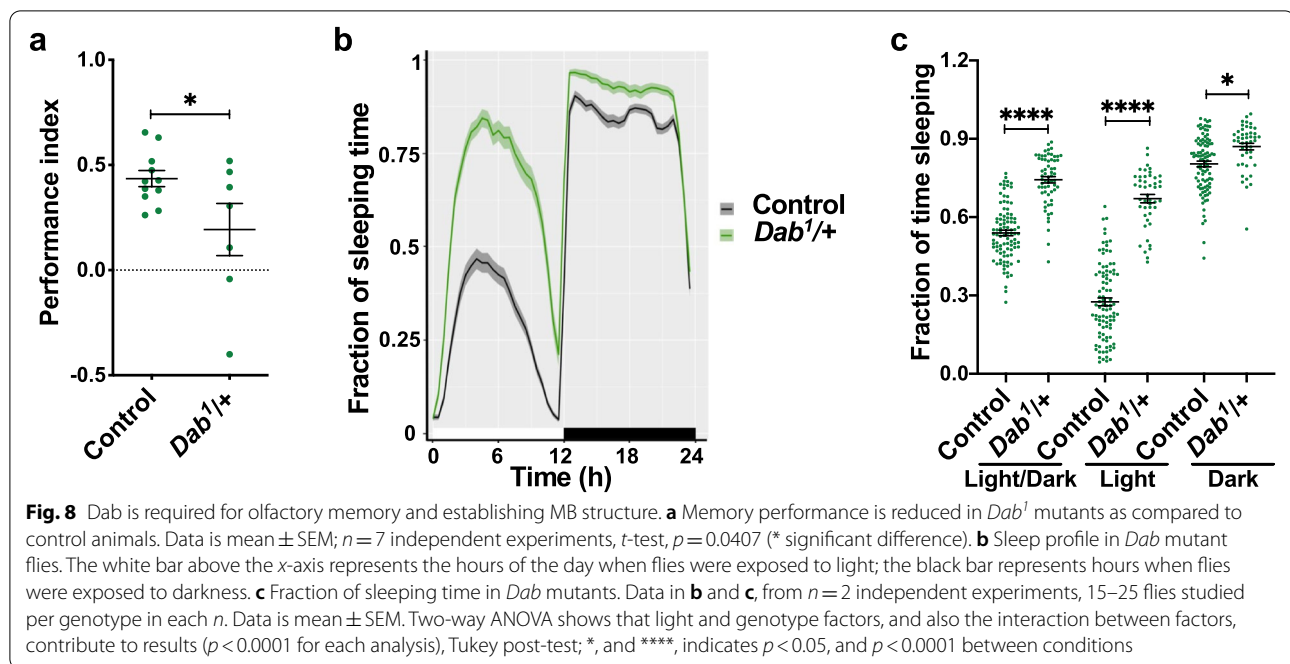 a
1.0
0.5
0.0
-0.5
Performance index
*
Control
Dab1/+
b
1
0.75
0.5
0.25
0
Fraction of sleeping time
0 6 12 18 24
Time (h)
Control
Dab1/+
c
1.2
0.9
0.6
0.3
0.0
Fraction of time sleeping
**** **** *
Control Dab1/+ Control Dab1/+ Control Dab1/+
Light/Dark Light Dark
Fig. 8 Dab is required for olfactory memory and establishing MB structure. a Memory performance is reduced in Dab1 mutants as compared to
control animals. Data is mean ± SEM; n = 7 independent experiments, t-test, p = 0.0407 (* significant difference). b Sleep profile in Dab mutant
flies. The white bar above the x-axis represents the hours of the day when flies were exposed to light; the black bar represents hours when flies
were exposed to darkness. c Fraction of sleeping time in Dab mutants. Data in b and c, from n = 2 independent experiments, 15–25 flies studied
per genotype in each n. Data is mean ± SEM. Two-way ANOVA shows that light and genotype factors, and also the interaction between factors,
contribute to results (p < 0.0001 for each analysis), Tukey post-test; *, and ****, indicates p < 0.05, and p < 0.0001 between conditions